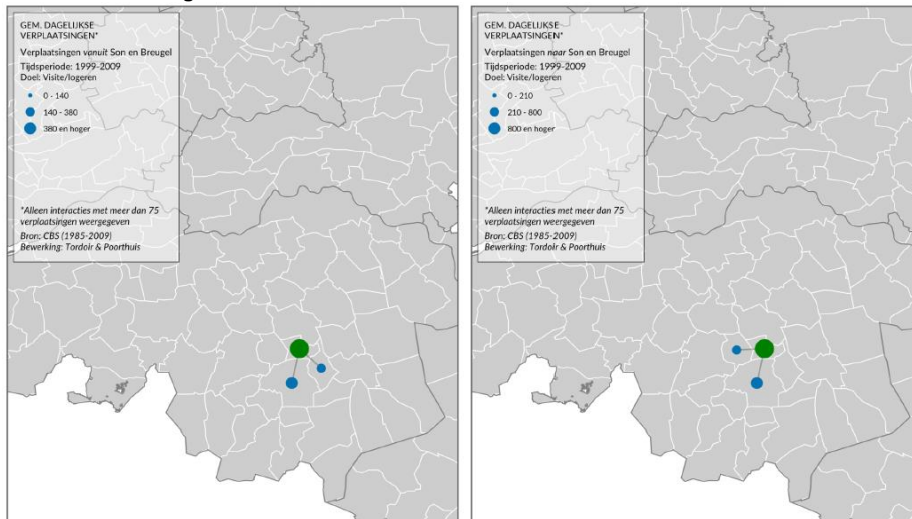 GEM. DAGELIJKSE
VERPLAATSINGEN*
Verplaatsingen vanuit Son en Breugel
Tijdsperiode: 1999-2009
Doel: Visite/logeren
0 - 140
140 - 380
380 en hoger
*Alleen interacties met meer dan 75
verplaatsingen weergegeven
Bron: CBS (1985-2009)
Bewerking: Tordoir & Poorthuis
GEM. DAGELIJKSE
VERPLAATSINGEN*
Verplaatsingen naar Son en Breugel
Tijdsperiode: 1999-2009
Doel: Visite/logeren
0 - 210
210 - 800
800 en hoger
*Alleen interacties met meer dan 75
verplaatsingen weergegeven
Bron: CBS (1985-2009)
Bewerking: Tordoir & Poorthuis